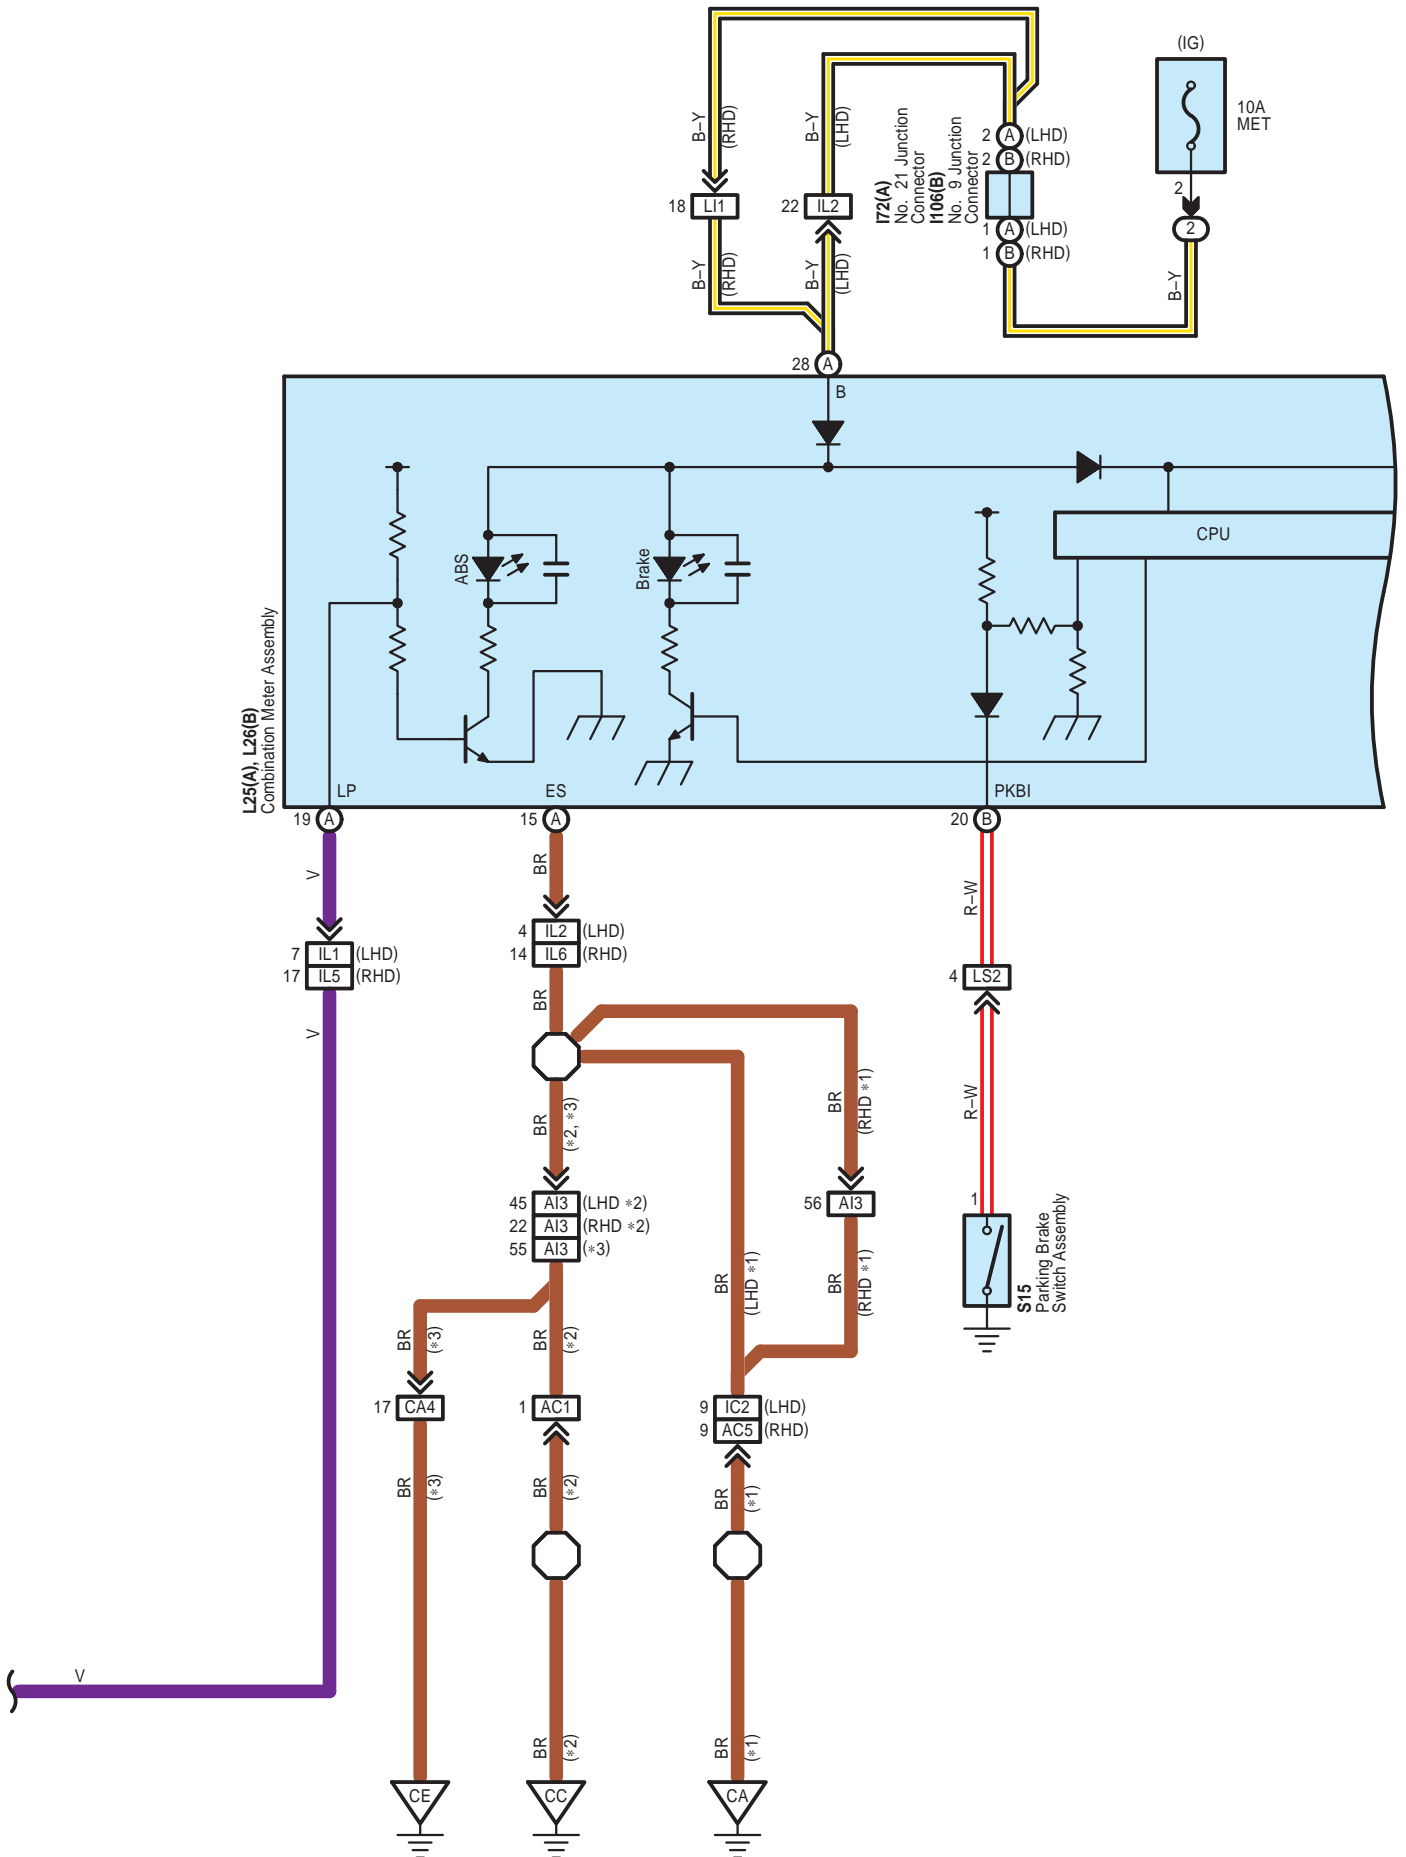 (IG)
10A
MET
2
2
B–Y
B–Y
(RHD)
B–Y
(LHD)
I72(A)
No. 21 Junction
Connector
I106(B)
No. 9 Junction
Connector
2 A (LHD)
2 B (RHD)
1 A (LHD)
1 B (RHD)
18 LI1
22 IL2
B–Y
(RHD)
B–Y
(LHD)
28 A
B
ABS
Brake
CPU
L25(A), L26(B)
Combination Meter Assembly
LP
ES
PKBI
19 A
15 A
20 B
V
BR
R–W
7 IL1 (LHD)
17 IL5 (RHD)
4 IL2 (LHD)
14 IL6 (RHD)
4 LS2
V
BR
BR
(*2, *3)
BR
(RHD *1)
R–W
45 AI3 (LHD *2)
22 AI3 (RHD *2)
55 AI3 (*3)
56 AI3
1
S15
Parking Brake
Switch Assembly
BR
(*3)
BR
(*2)
BR
(LHD *1)
BR
(RHD *1)
17 CA4
1 AC1
9 IC2 (LHD)
9 AC5 (RHD)
BR
(*3)
BR
(*2)
BR
(*1)
V
BR
(*2)
BR
(*1)
CE
CC
CA